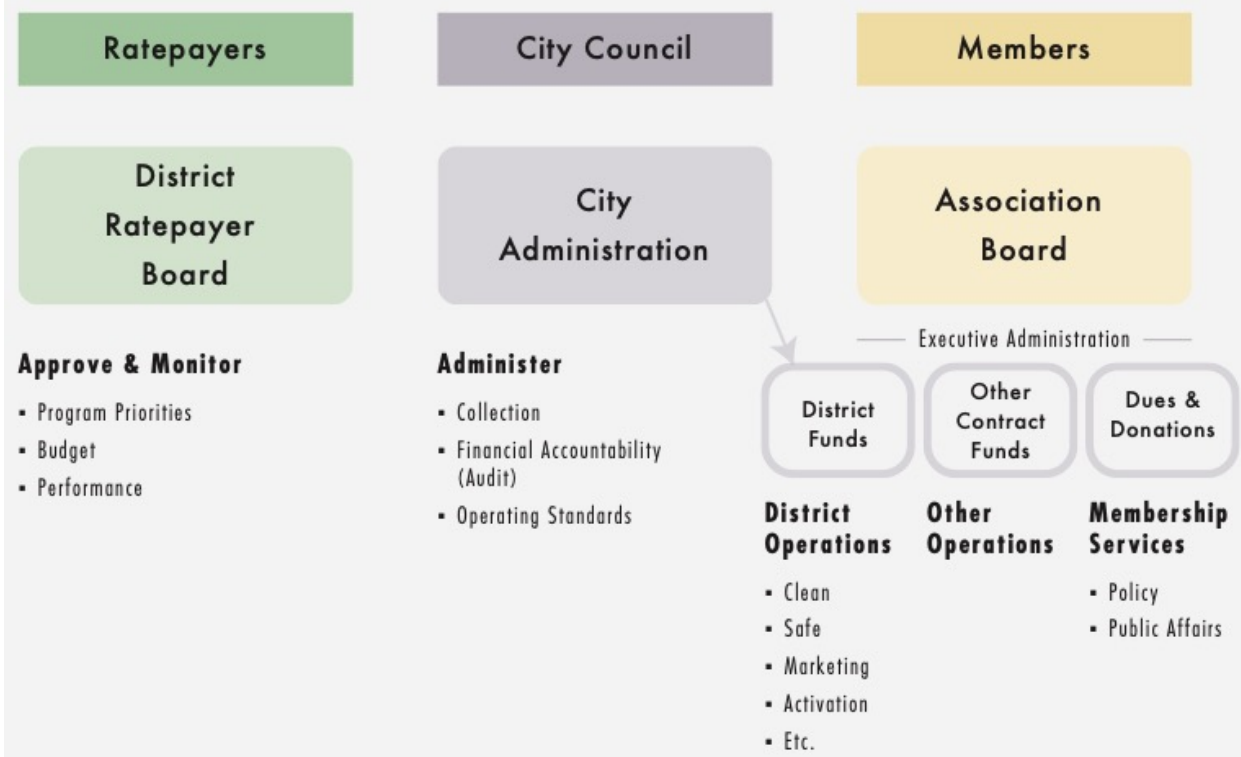 Ratepayers
City Council
Members
District
Ratepayer
Board
City
Administration
Association
Board
Approve & Monitor
▪ Program Priorities
▪ Budget
▪ Performance
Administer
▪ Collection
▪ Financial Accountability
(Audit)
▪ Operating Standards
Executive Administration
District
Funds
Other
Contract
Funds
Dues &
Donations
District
Operations
▪ Clean
▪ Safe
▪ Marketing
▪ Activation
▪ Etc.
Other
Operations
Membership
Services
▪ Policy
▪ Public Affairs